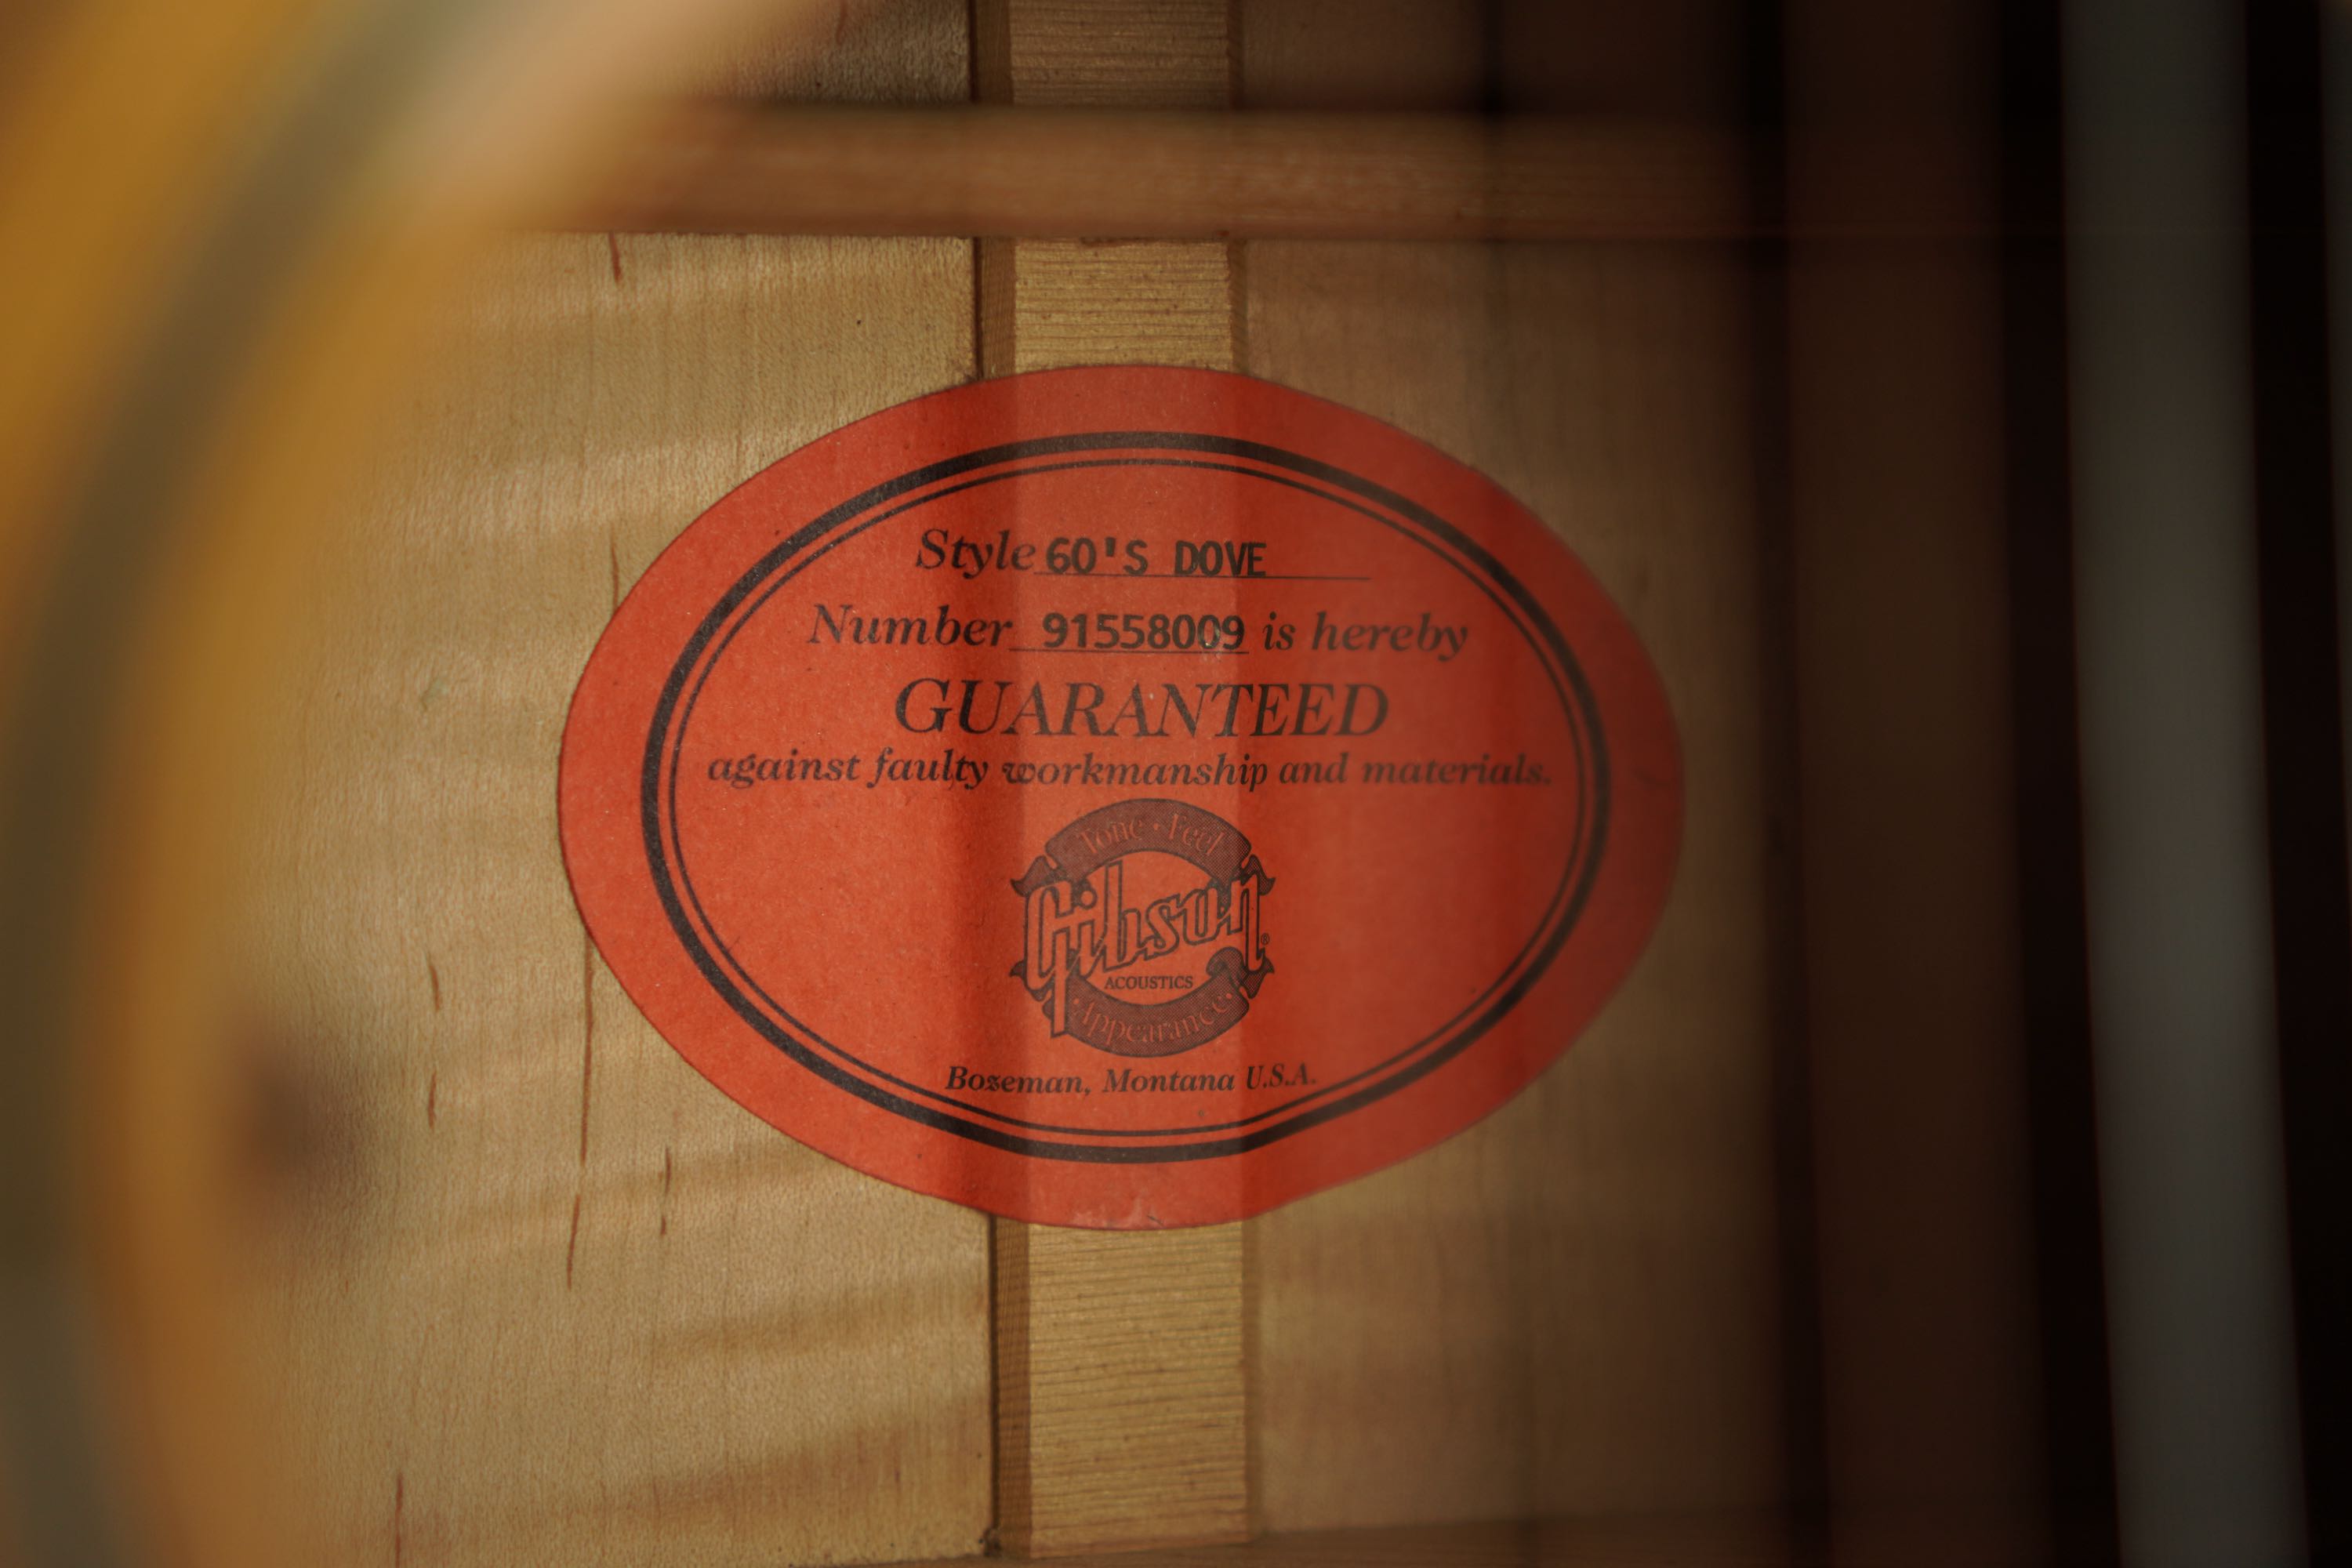 Style 60'S DOVE
Number 91558009 is hereby
GUARANTEED
against faulty workmanship and materials.
Tone • Feel
Gibson®
ACOUSTICS
• Appearance •
Bozeman, Montana U.S.A.